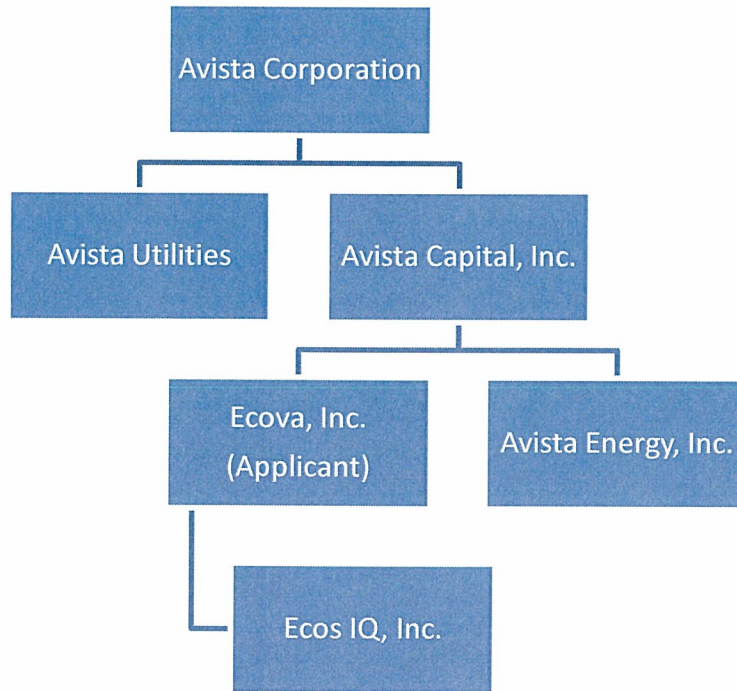 Avista Corporation
Avista Utilities
Avista Capital, Inc.
Ecova, Inc.
(Applicant)
Avista Energy, Inc.
Ecos IQ, Inc.